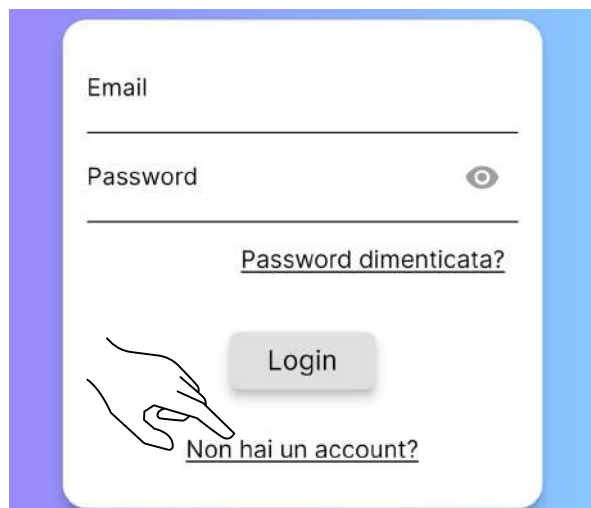 Email
Password
Password dimenticata?
Login
Non hai un account?